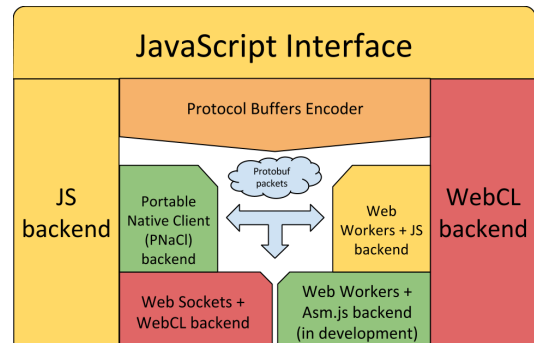 JavaScript Interface
Protocol Buffers Encoder
JS
backend
Protobuf
packets
Portable
Native Client
(PNaCl)
backend
Web
Workers + JS
backend
WebCL
backend
Web Sockets +
WebCL backend
Web Workers +
Asm.js backend
(in development)